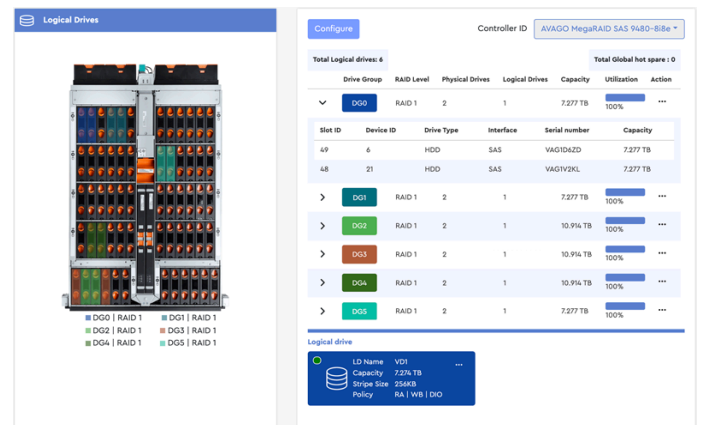 Logical Drives
DG0 | RAID 1
DG1 | RAID 1
DG2 | RAID 1
DG3 | RAID 1
DG4 | RAID 1
DG5 | RAID 1
Configure
Controller ID
AVAGO MegaRAID SAS 9480-8i8e
Total Logical drives: 6
Total Global hot spare : 0
Drive Group RAID Level Physical Drives Logical Drives Capacity Utilization Action
DG0 RAID 1 2 1 7.277 TB 100% ...
Slot ID Device ID Drive Type Interface Serial number Capacity
49 6 HDD SAS VAG1D6ZD 7.277 TB
48 21 HDD SAS VAG1V2KL 7.277 TB
DG1 RAID 1 2 1 7.277 TB 100% ...
DG2 RAID 1 2 1 10.914 TB 100% ...
DG3 RAID 1 2 1 10.914 TB 100% ...
DG4 RAID 1 2 1 10.914 TB 100% ...
DG5 RAID 1 2 1 7.277 TB 100% ...
Logical drive
LD Name VD1 ...
Capacity 7.274 TB
Stripe Size 256KB
Policy RA | WB | DIO